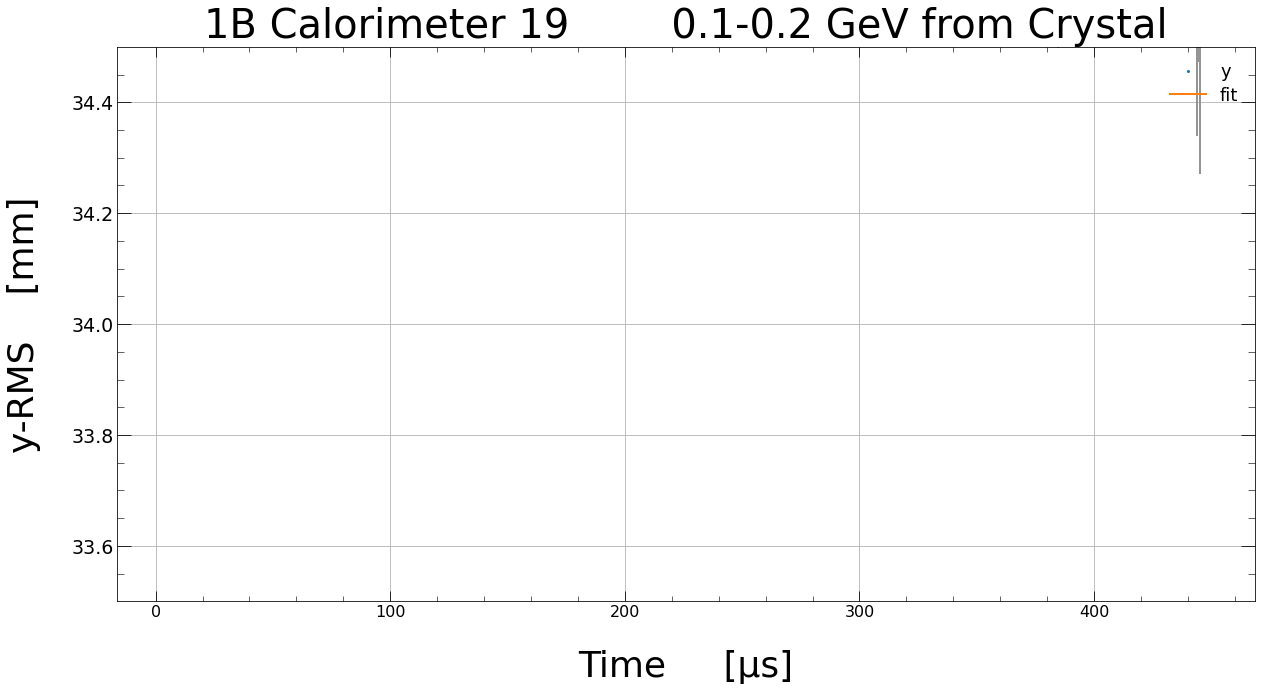 1B Calorimeter 19 0.1-0.2 GeV from Crystal
y
fit
34.4
34.2
34.0
33.8
33.6
y-RMS [mm]
0 100 200 300 400
Time [µs]